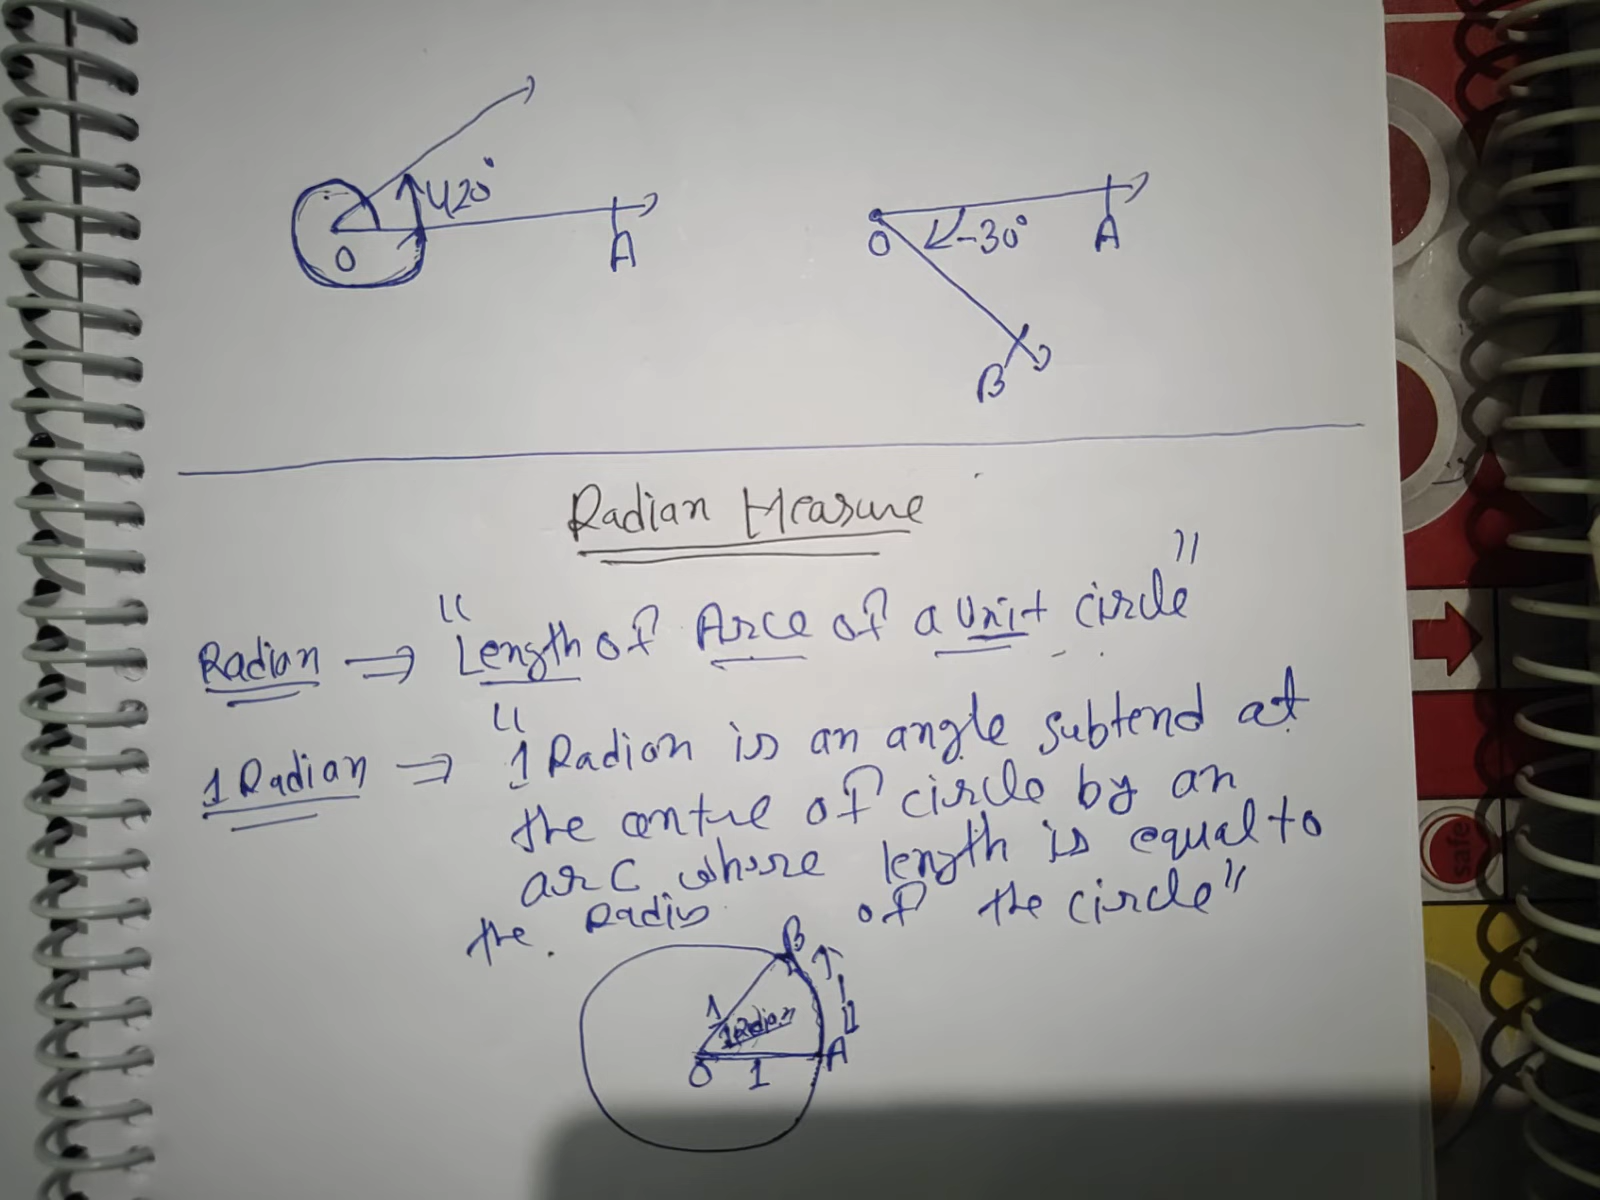 420°
O
A
O
-30°
A
B
Radian Measure
Radian ⇒ "Length of Arce of a Unit circle"
1 Radian ⇒ "1 Radian is an angle subtend at
the centre of circle by an
arc where length is equal to
the Radius of the circle"
B
1
1 Radian
1
A
O
1
safe